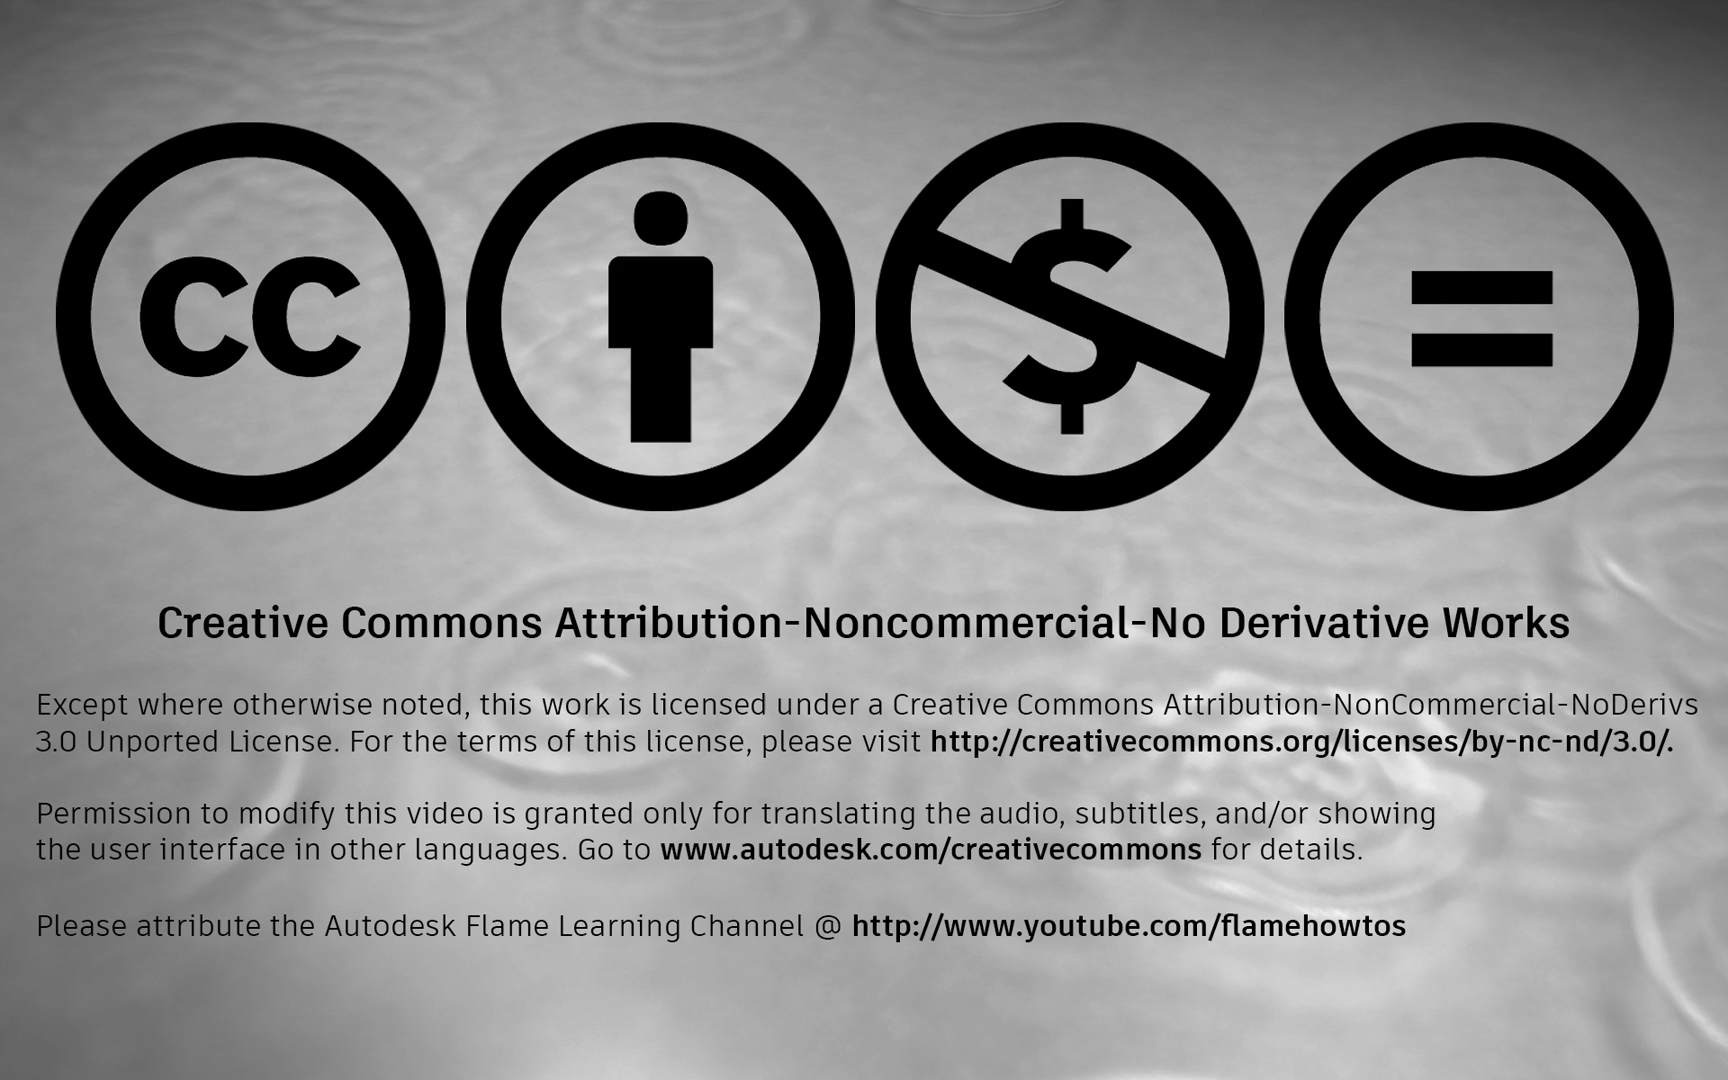 cc
$
=
Creative Commons Attribution-Noncommercial-No Derivative Works
Except where otherwise noted, this work is licensed under a Creative Commons Attribution-NonCommercial-NoDerivs
3.0 Unported License. For the terms of this license, please visit http://creativecommons.org/licenses/by-nc-nd/3.0/.
Permission to modify this video is granted only for translating the audio, subtitles, and/or showing
the user interface in other languages. Go to www.autodesk.com/creativecommons for details.
Please attribute the Autodesk Flame Learning Channel @ http://www.youtube.com/flamehowtos